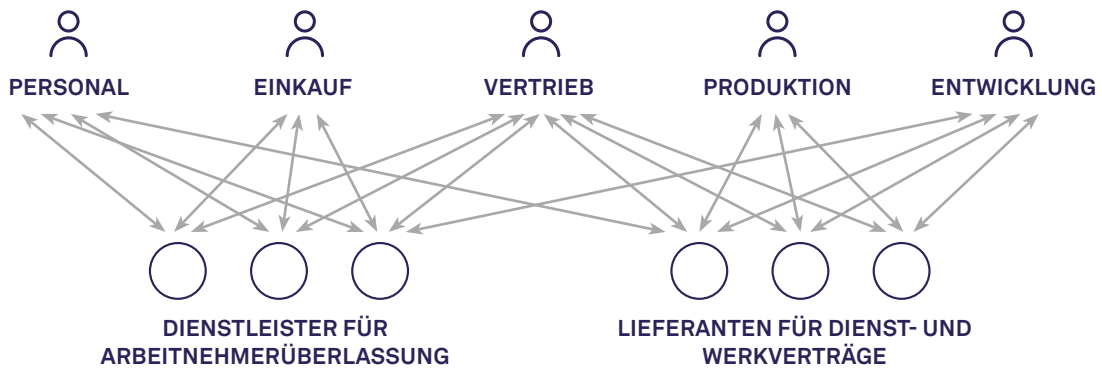 PERSONAL
EINKAUF
VERTRIEB
PRODUKTION
ENTWICKLUNG
DIENSTLEISTER FÜR
ARBEITNEHMERÜBERLASSUNG
LIEFERANTEN FÜR DIENST- UND
WERKVERTRÄGE